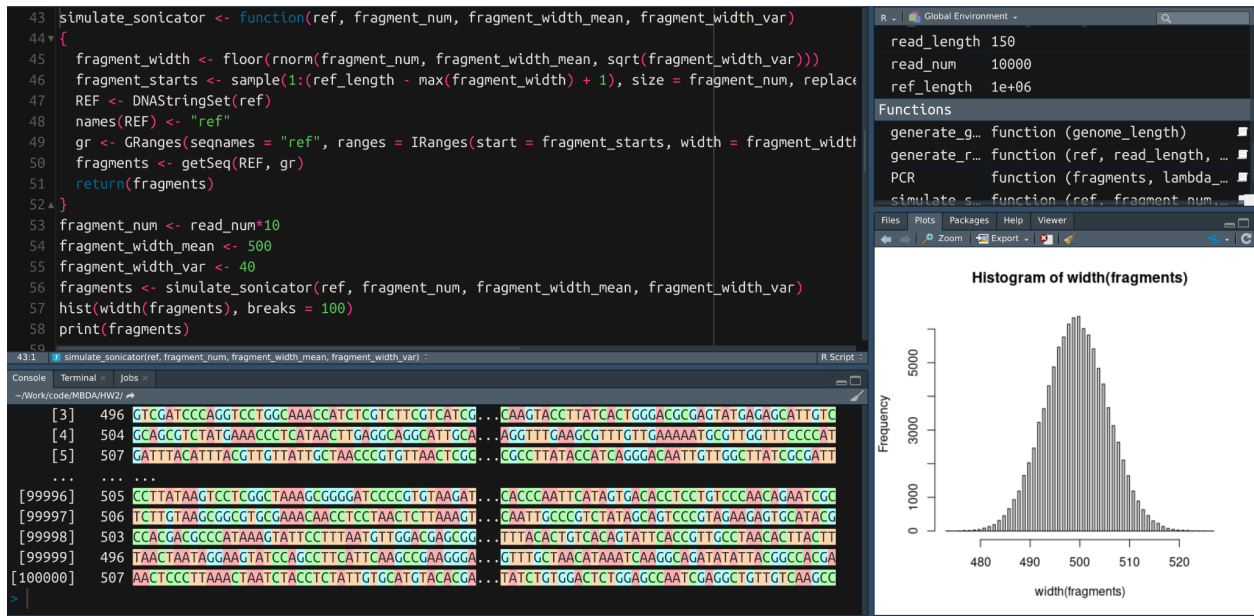 43 simulate_sonicator <- function(ref, fragment_num, fragment_width_mean, fragment_width_var)
44 {
45 fragment_width <- floor(rnorm(fragment_num, fragment_width_mean, sqrt(fragment_width_var)))
46 fragment_starts <- sample(1:(ref_length - max(fragment_width) + 1), size = fragment_num, replace
47 REF <- DNAStringSet(ref)
48 names(REF) <- "ref"
49 gr <- GRanges(seqnames = "ref", ranges = IRanges(start = fragment_starts, width = fragment_width
50 fragments <- getSeq(REF, gr)
51 return(fragments)
52 }
53 fragment_num <- read_num*10
54 fragment_width_mean <- 500
55 fragment_width_var <- 40
56 fragments <- simulate_sonicator(ref, fragment_num, fragment_width_mean, fragment_width_var)
57 hist(width(fragments), breaks = 100)
58 print(fragments)
59
43:1 simulate_sonicator(ref, fragment_num, fragment_width_mean, fragment_width_var) R Script
Console Terminal Jobs
~/Work/code/MBDA/HW2/
[3] 496 GTCGATCCCAGGTCCTGGCAAACCATCTCGTCTTCGTCATCG...CAAGTACCTTATCACTGGGACGCGAGTATGAGAGCATTGTC
[4] 504 GCAGCGTCTATGAAACCCTCATAACTTGAGGCAGGCATTGCA...AGGTTTGAAGCGTTTGTTGAAAAATGCGTTGGTTTCCCCAT
[5] 507 GATTTACATTTACGTTGTTATTGCTAACCCGTGTTAACTCGC...CGCCTTATACCATCAGGGACAATTGTTGGCTTATCGCGATT
... ... ...
[99996] 505 CCTTATAAGTCCTCGGCTAAAGCGGGGATCCCCGTGTAAGAT...CACCCAATTCATAGTGACACCTCCTGTCCCAACAGAATCGC
[99997] 506 TCTTGTAAGCGGCGTGCGAAACAACCTCCTAACTCTTAAAGT...CAATTGCCCGTCTATAGCAGTCCCGTAGAAGAGTGCATACG
[99998] 503 CCACGACGCCCATAAAGTATTCCTTTAATGTTGGACGAGCGG...TTTACACTGTCACAGTATTCACCGTTGCCTAACACTTACTT
[99999] 496 TAACTAATAGGAAGTATCCAGCCTTCATTCAAGCCGAAGGGA...GTTTGCTAACATAAATCAAGGCAGATATATTACGGCCACGA
[100000] 507 AACTCCCTTAAACTAATCTACCTCTATTGTGCATGTACACGA...TATCTGTGGACTCTGGAGCCAATCGAGGCTGTTGTCAAGCC
>
R Global Environment
read_length 150
read_num 10000
ref_length 1e+06
Functions
generate_g… function (genome_length)
generate_r… function (ref, read_length, …
PCR function (fragments, lambda_…
simulate_s… function (ref, fragment_num,…
Files Plots Packages Help Viewer
Zoom Export
Histogram of width(fragments)
Frequency
5000
3000
1000
0
480 490 500 510 520
width(fragments)